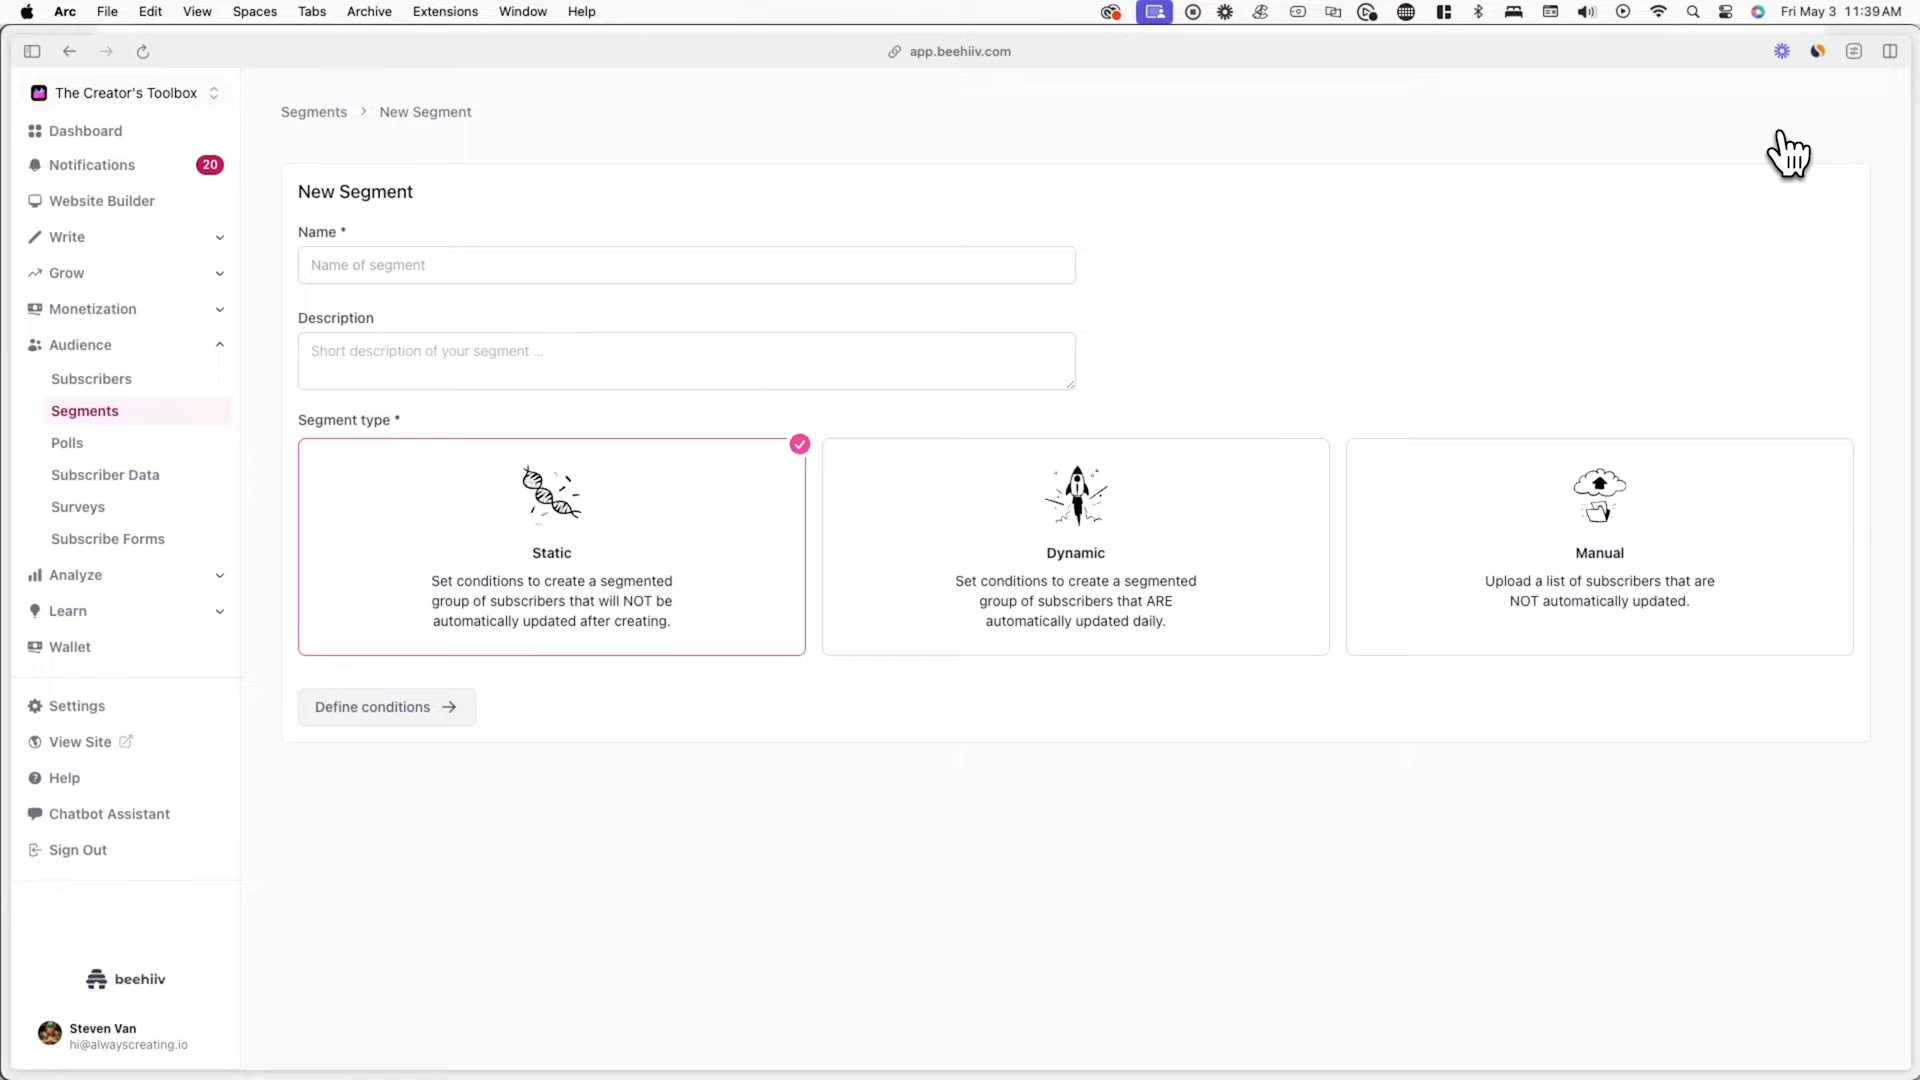 Arc File Edit View Spaces Tabs Archive Extensions Window Help
Fri May 3 11:39 AM
app.beehiiv.com
The Creator's Toolbox
Dashboard
Notifications 20
Website Builder
Write
Grow
Monetization
Audience
Subscribers
Segments
Polls
Subscriber Data
Surveys
Subscribe Forms
Analyze
Learn
Wallet
Settings
View Site
Help
Chatbot Assistant
Sign Out
beehiiv
Steven Van
hi@alwayscreating.io
Segments > New Segment
New Segment
Name *
Name of segment
Description
Short description of your segment ...
Segment type *
Static
Set conditions to create a segmented
group of subscribers that will NOT be
automatically updated after creating.
Dynamic
Set conditions to create a segmented
group of subscribers that ARE
automatically updated daily.
Manual
Upload a list of subscribers that are
NOT automatically updated.
Define conditions →